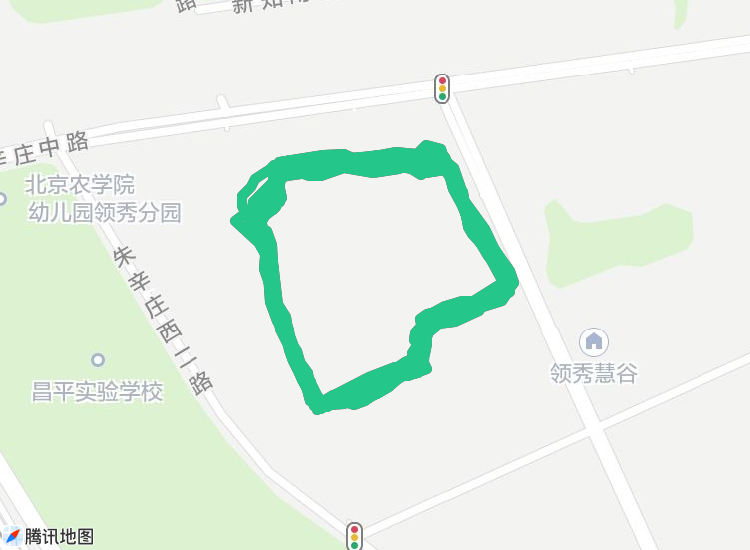 路
新知南
辛庄中路
北京农学院
幼儿园领秀分园
朱辛庄西二路
领秀慧谷
昌平实验学校
腾讯地图